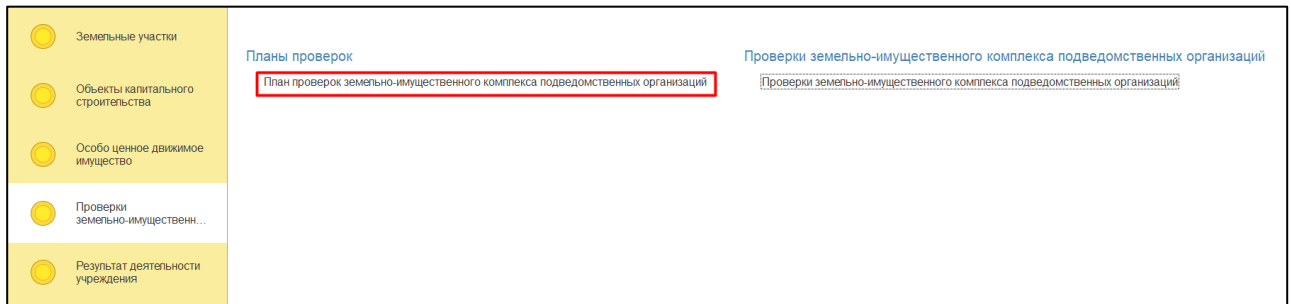 Земельные участки
Объекты капитального
строительства
Особо ценное движимое
имущество
Проверки
земельно-имущественн...
Результат деятельности
учреждения
Планы проверок
План проверок земельно-имущественного комплекса подведомственных организаций
Проверки земельно-имущественного комплекса подведомственных организаций
Проверки земельно-имущественного комплекса подведомственных организаций